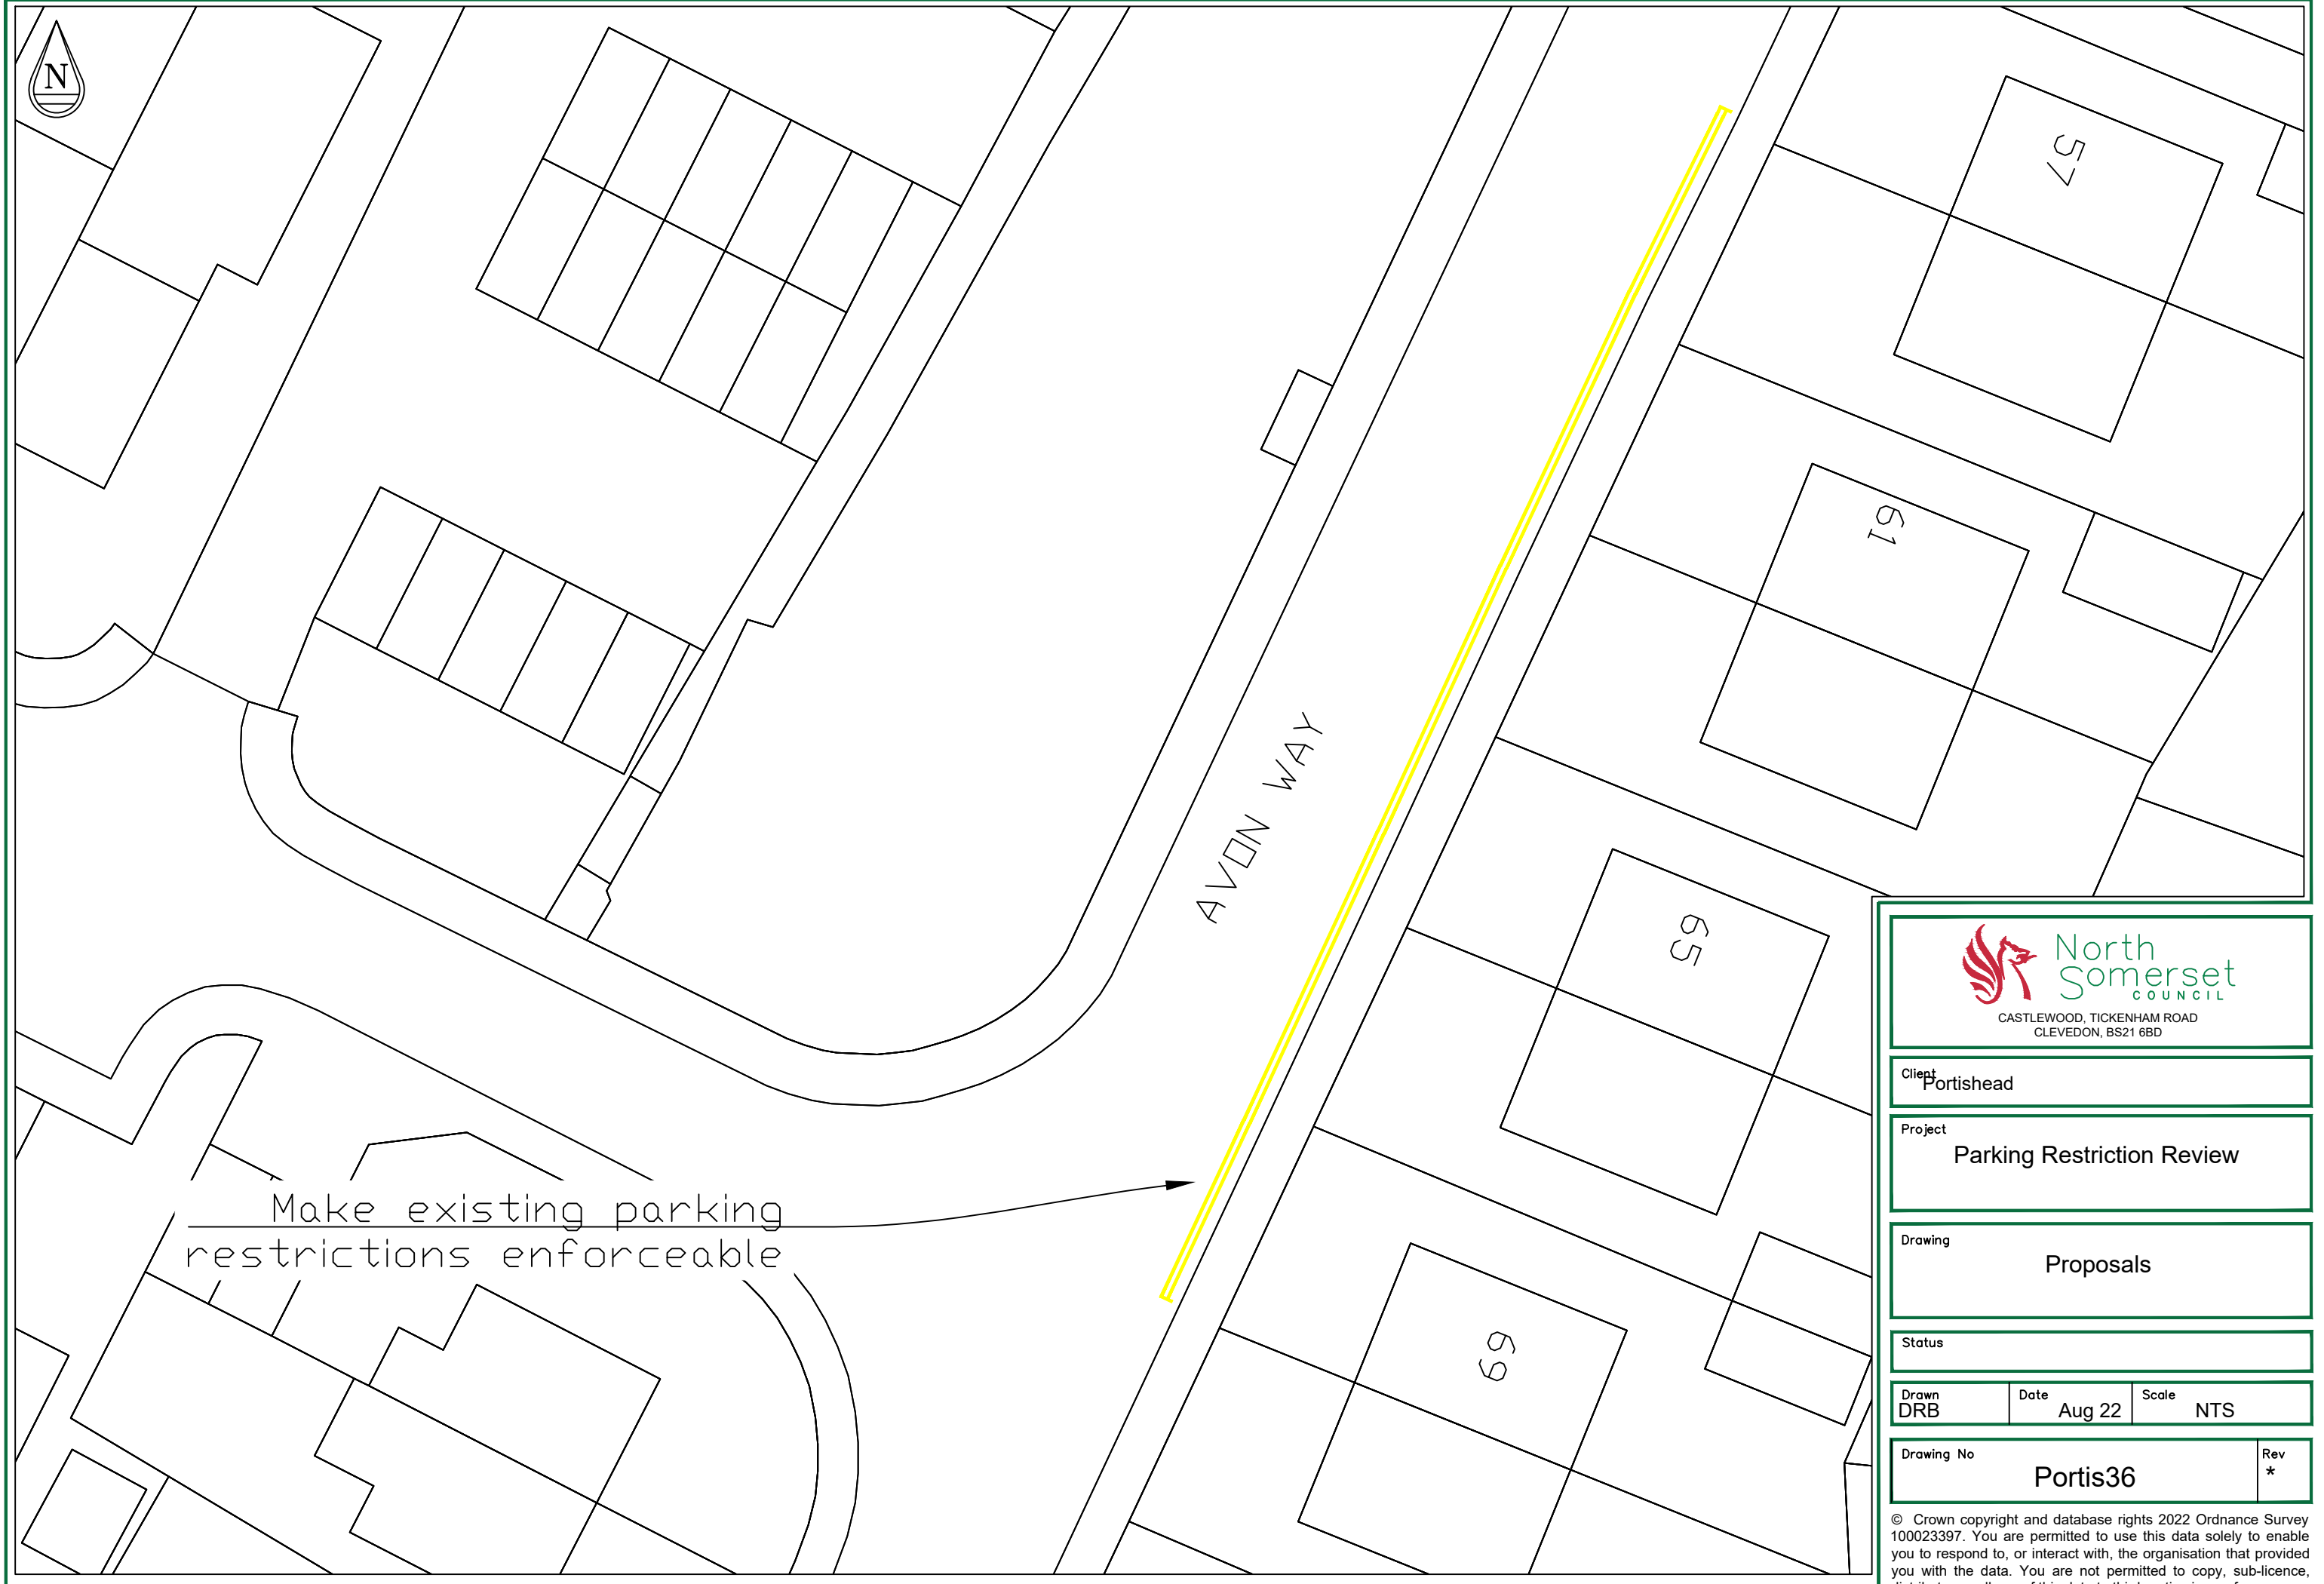 N
57
61
AVON WAY
65
69
Make existing parking
restrictions enforceable
North
Somerset
COUNCIL
CASTLEWOOD, TICKENHAM ROAD
CLEVEDON, BS21 6BD
Client
Portishead
Project
Parking Restriction Review
Drawing
Proposals
Status
Drawn
DRB
Date
Aug 22
Scale
NTS
Drawing No
Portis36
Rev
*
© Crown copyright and database rights 2022 Ordnance Survey
100023397. You are permitted to use this data solely to enable
you to respond to, or interact with, the organisation that provided
you with the data. You are not permitted to copy, sub-licence,